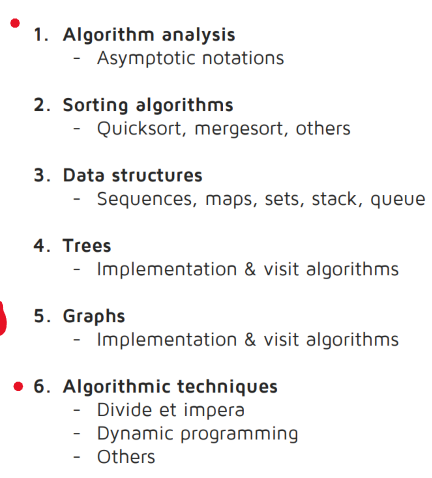 1. Algorithm analysis
- Asymptotic notations
2. Sorting algorithms
- Quicksort, mergesort, others
3. Data structures
- Sequences, maps, sets, stack, queue
4. Trees
- Implementation & visit algorithms
5. Graphs
- Implementation & visit algorithms
6. Algorithmic techniques
- Divide et impera
- Dynamic programming
- Others